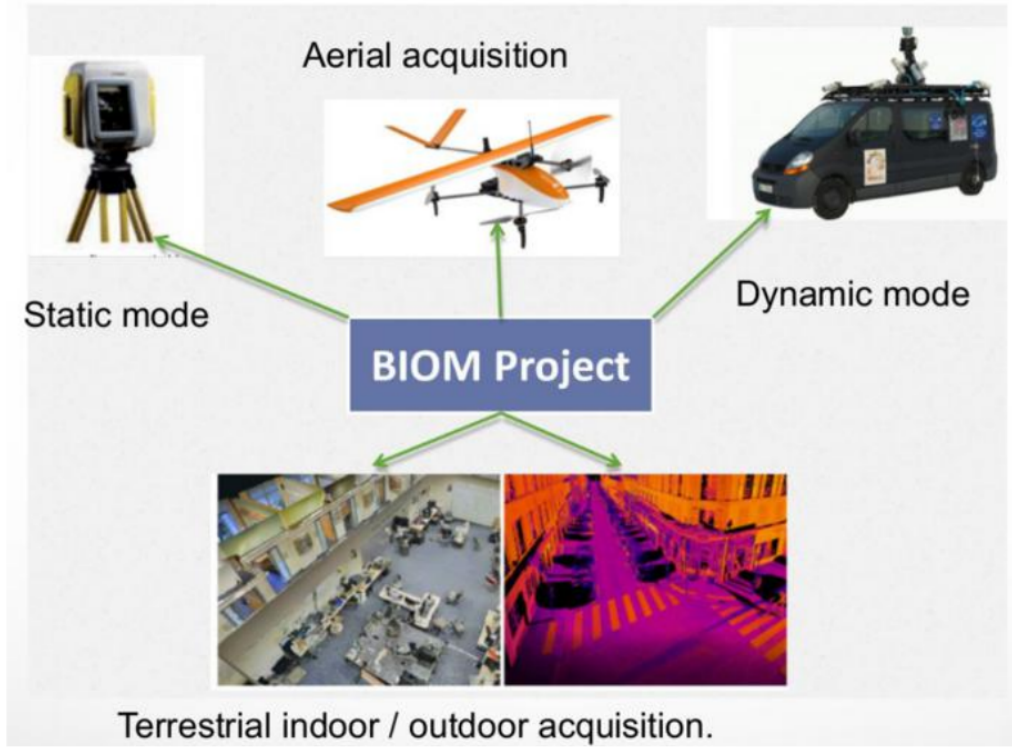 Aerial acquisition
Static mode
Dynamic mode
BIOM Project
Terrestrial indoor / outdoor acquisition.